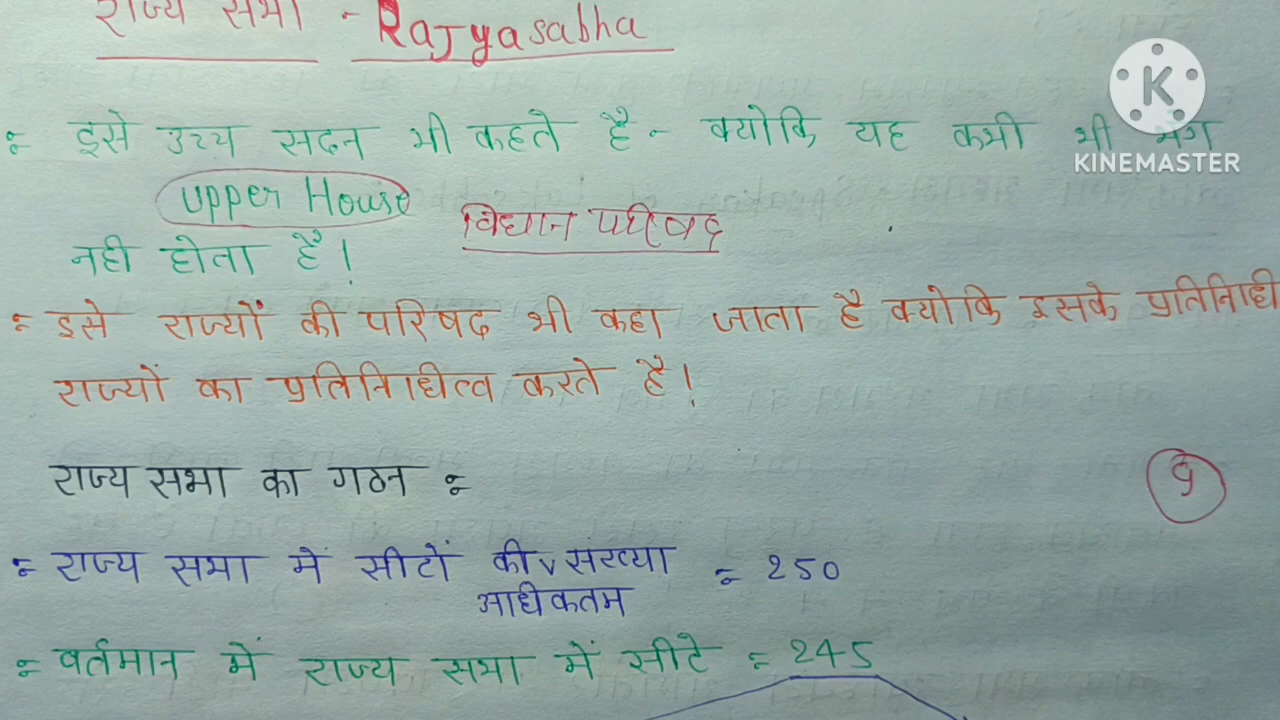 राज्य सभा - Rajyasabha
K
KINEMASTER
इसे उच्य सदन भी कहते है - क्योकि यह कभी भी भंग
upper House
विधान परिषद
नही होता है।
इसे राज्यों की परिषद भी कहा जाता है क्योकि इसके प्रतिनिधी
राज्यों का प्रतिनिधीत्व करते है।
राज्य सभा का गठन :-
राज्य सभा में सीटों की संख्या = 250
अधिकतम
वर्तमान में राज्य सभा में सीटे = 245